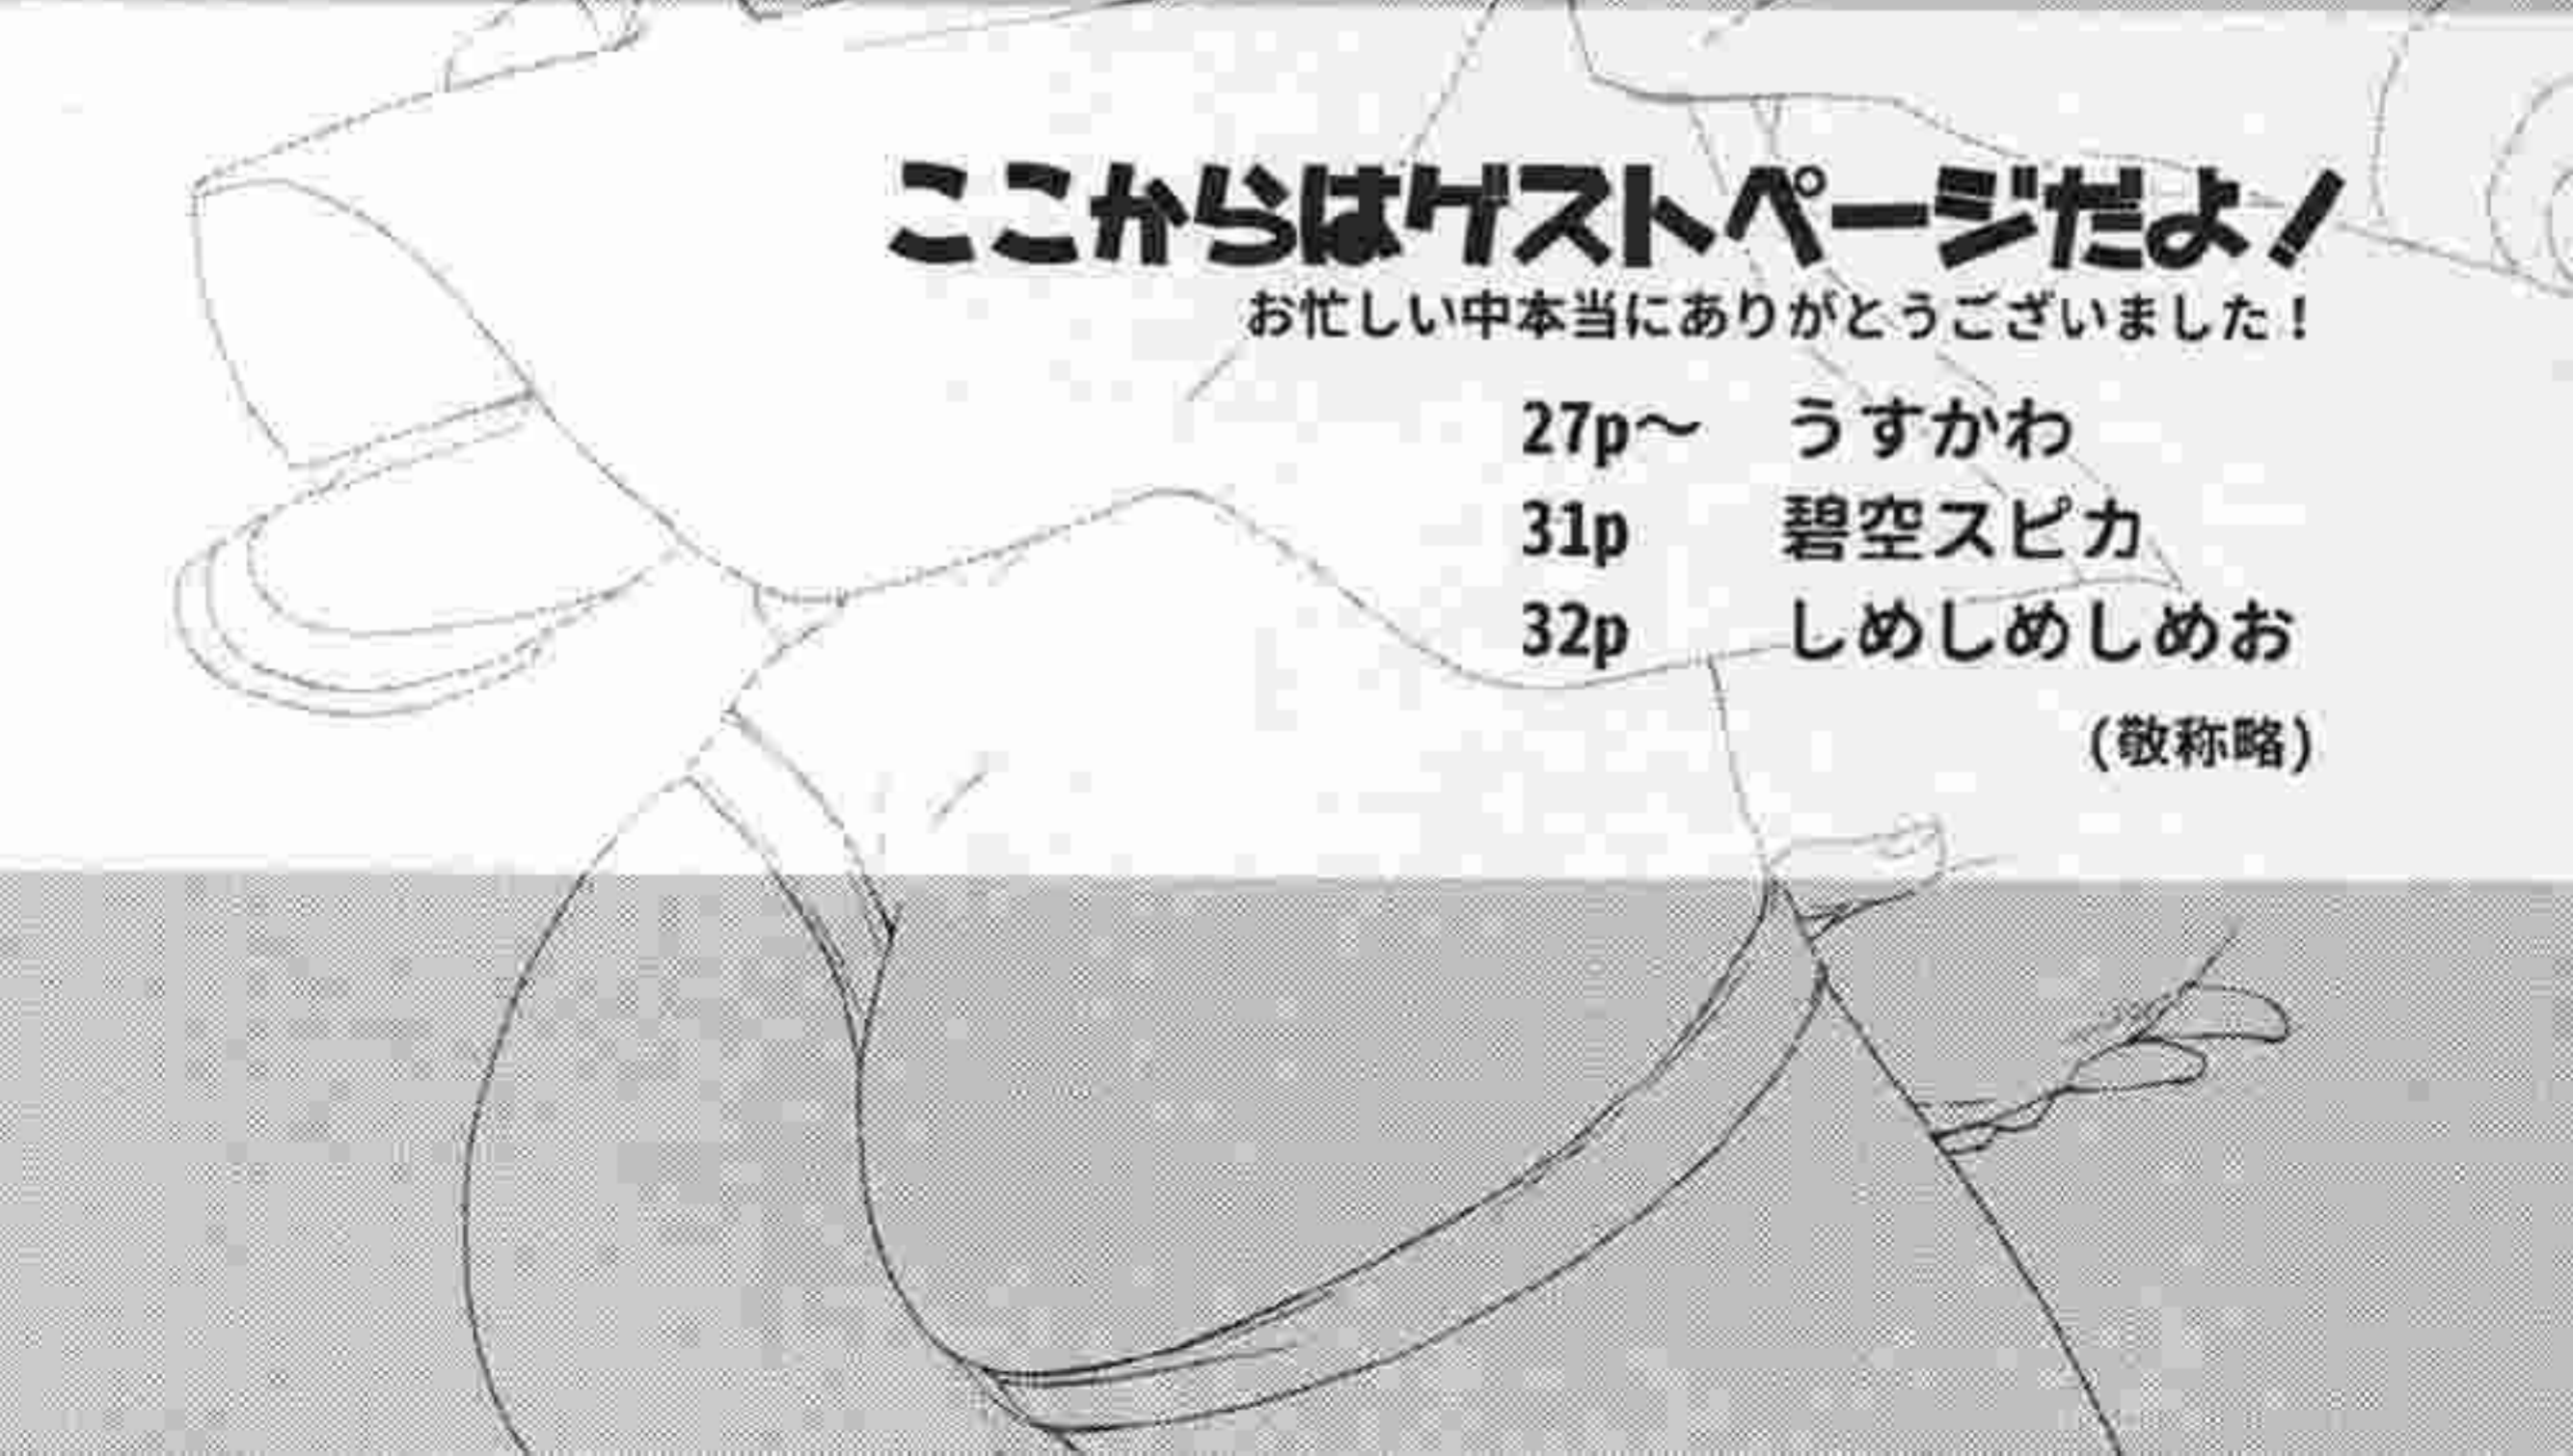 ここからはゲストページだよ!
お忙しい中本当にありがとうございました!
27p〜 うすかわ
31p 碧空スピカ
32p しめしめしめお
(敬称略)